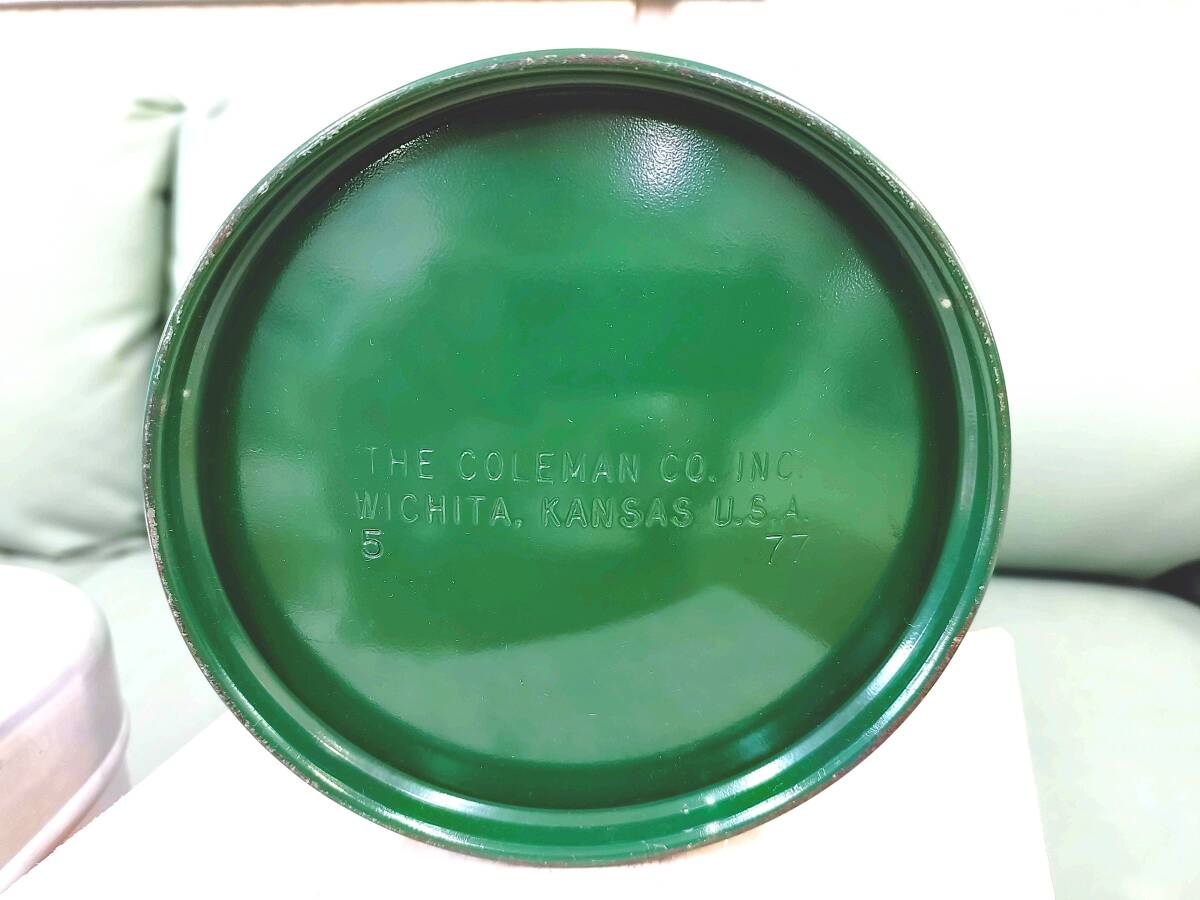 THE COLEMAN CO. INC.
WICHITA, KANSAS U.S.A.
5 77